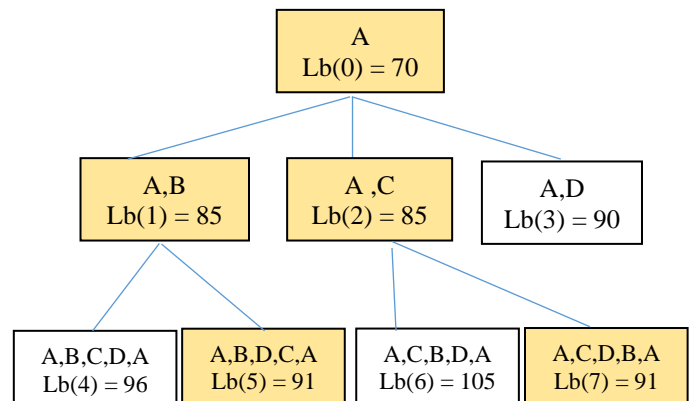 A
Lb(0) = 70
A,B
Lb(1) = 85
A ,C
Lb(2) = 85
A,D
Lb(3) = 90
A,B,C,D,A
Lb(4) = 96
A,B,D,C,A
Lb(5) = 91
A,C,B,D,A
Lb(6) = 105
A,C,D,B,A
Lb(7) = 91